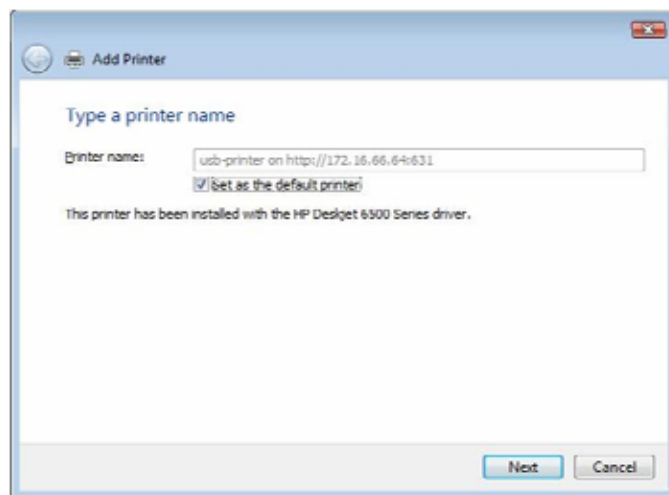 Add Printer
Type a printer name
Printer name: usb-printer on http://172.16.66.64:631
Set as the default printer
This printer has been installed with the HP Deskjet 6500 Series driver.
Next Cancel